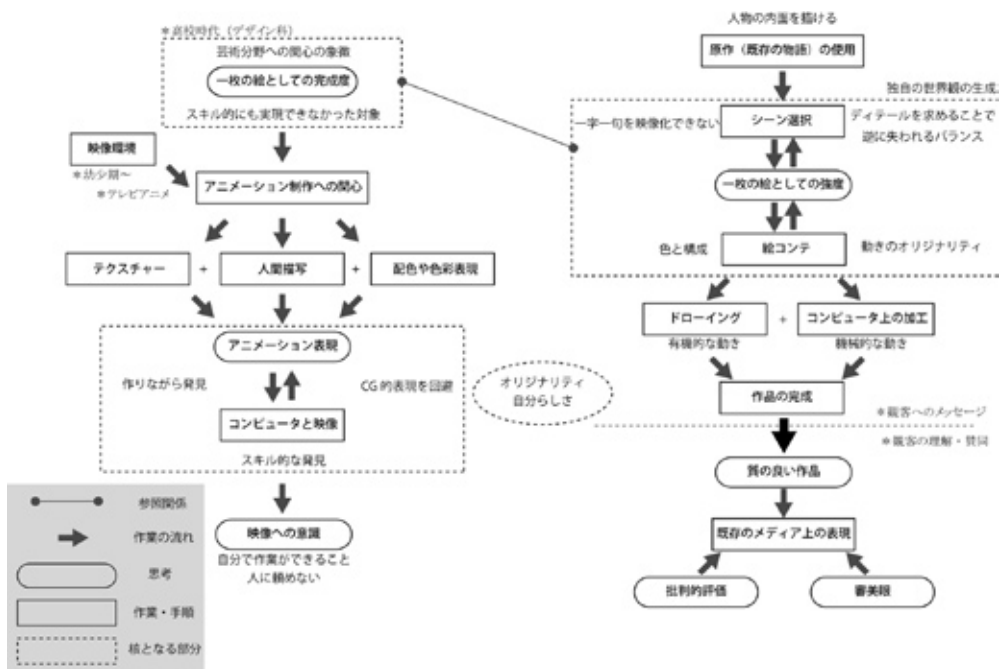 *高校時代（デザイン科）
芸術分野への関心の象徴
一枚の絵としての完成度
スキル的にも実現できなかった対象
映像環境
*幼少期～
*テレビアニメ
アニメーション制作への関心
テクスチャー
+
人間描写
+
配色や色彩表現
アニメーション表現
作りながら発見
CG的表現を回避
コンピュータと映像
スキル的な発見
映像への意識
自分で作業ができること
人に頼めない
オリジナリティ
自分らしさ
参照関係
作業の流れ
思考
作業・手順
核となる部分
人物の内面を描ける
原作（既存の物語）の使用
独自の世界観の生成
一字一句を映像化できない
シーン選択
ディテールを求めることで
逆に失われるバランス
一枚の絵としての強度
色と構成
絵コンテ
動きのオリジナリティ
ドローイング
+
コンピュータ上の加工
有機的な動き
機械的な動き
作品の完成
*観客へのメッセージ
*観客の理解・賛同
質の良い作品
既存のメディア上の表現
批判的評価
審美眼